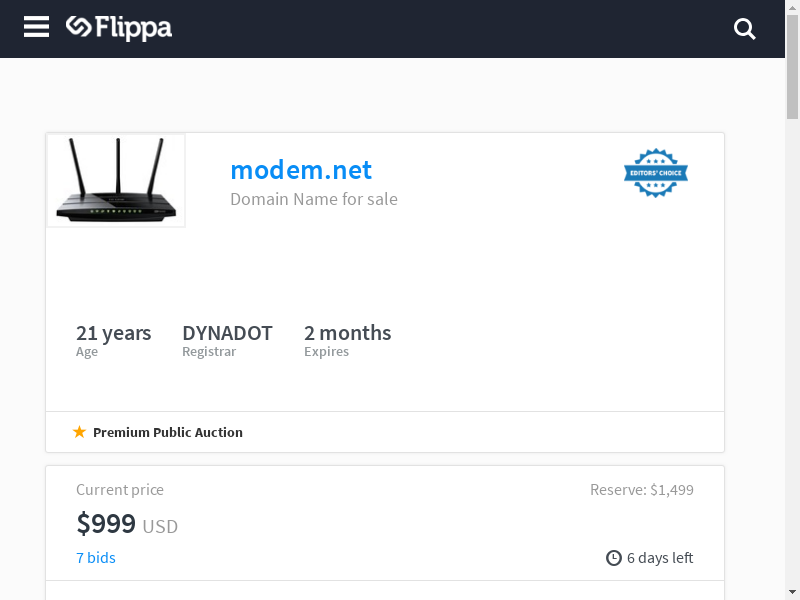 Flippa
modem.net
EDITORS' CHOICE
Domain Name for sale
21 years DYNADOT 2 months
Age Registrar Expires
Premium Public Auction
Current price Reserve: $1,499
$999 USD
7 bids 6 days left